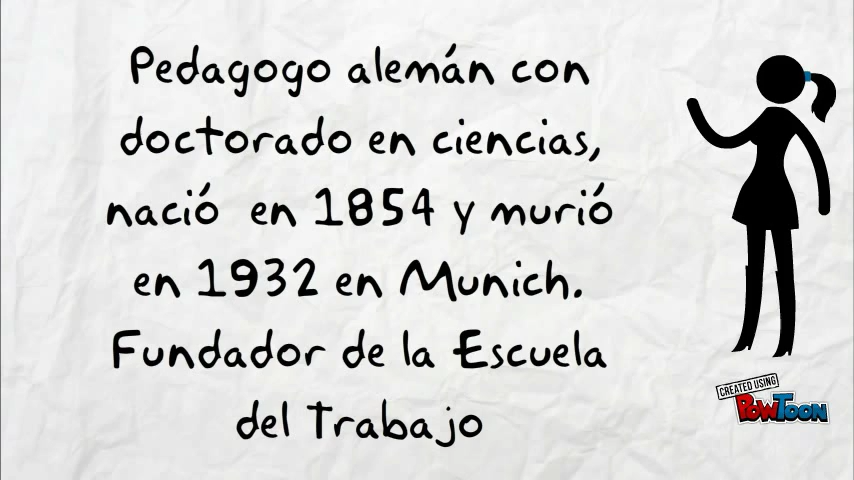 Pedagogo alemán con
doctorado en ciencias,
nació en 1854 y murió
en 1932 en Munich.
Fundador de la Escuela
del Trabajo
CREATED USING
POWTOON